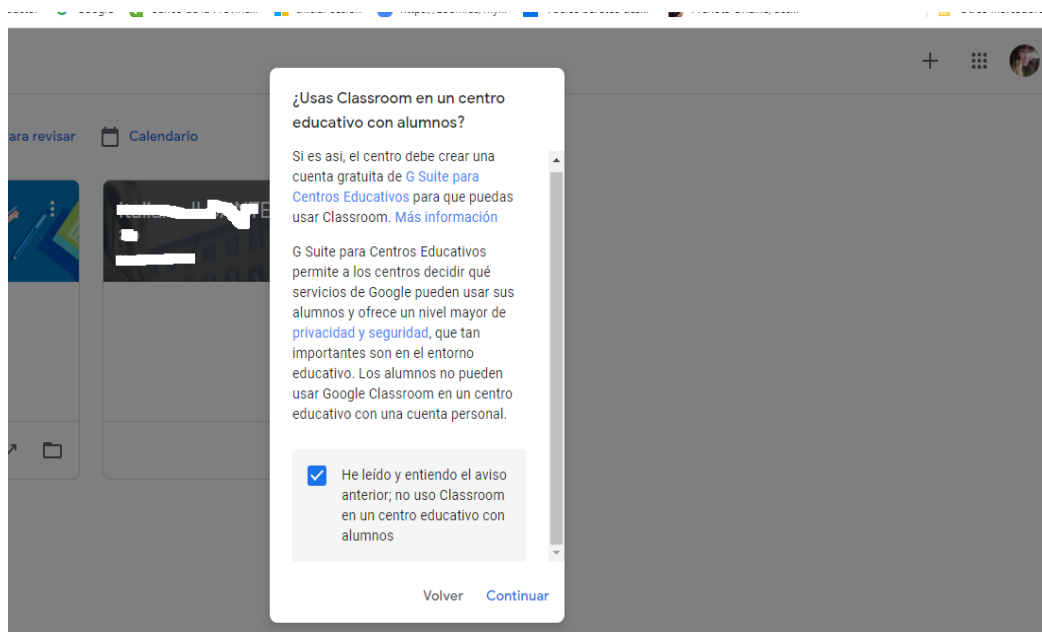 ¿Usas Classroom en un centro
educativo con alumnos?
ara revisar
Calendario
Si es asi, el centro debe crear una
cuenta gratuita de G Suite para
Centros Educativos para que puedas
usar Classroom. Más información
G Suite para Centros Educativos
permite a los centros decidir qué
servicios de Google pueden usar sus
alumnos y ofrece un nivel mayor de
privacidad y seguridad, que tan
importantes son en el entorno
educativo. Los alumnos no pueden
usar Google Classroom en un centro
educativo con una cuenta personal.
He leído y entiendo el aviso
anterior; no uso Classroom
en un centro educativo con
alumnos
Volver Continuar